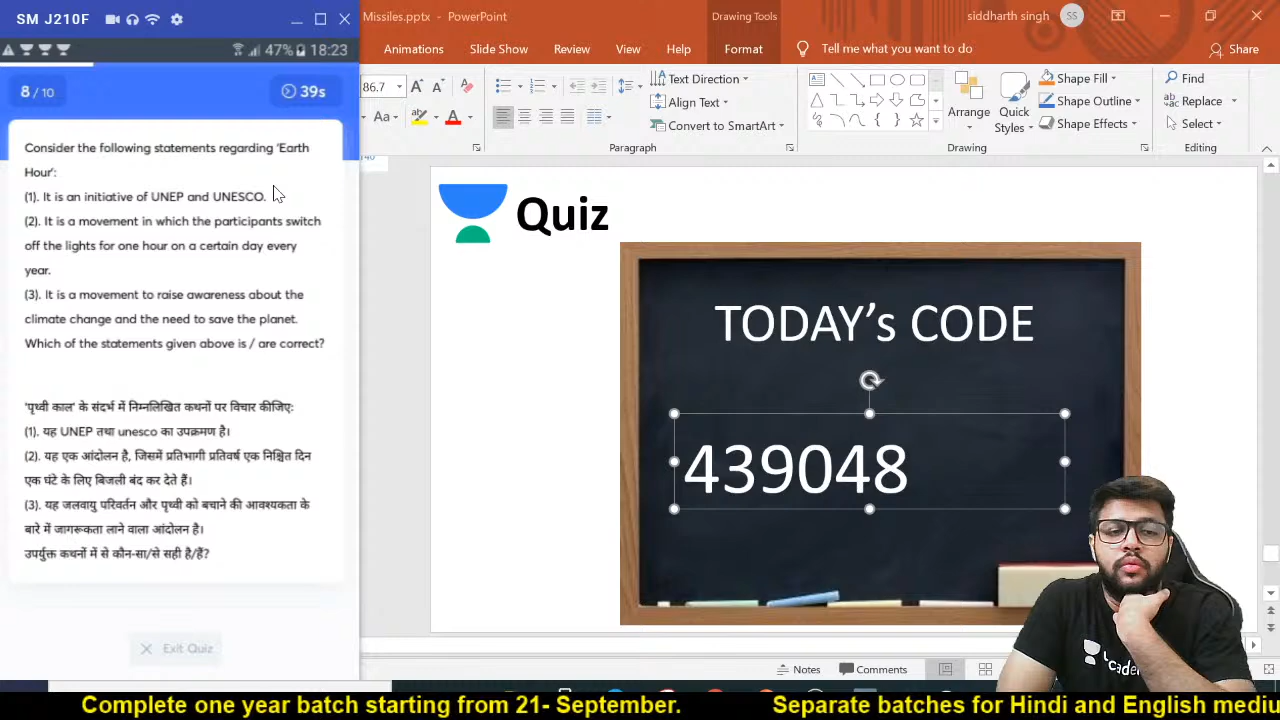 SM J210F
47% 18:23
8 / 10
39s
Consider the following statements regarding 'Earth
Hour':
(1). It is an initiative of UNEP and UNESCO.
(2). It is a movement in which the participants switch
off the lights for one hour on a certain day every
year.
(3). It is a movement to raise awareness about the
climate change and the need to save the planet.
Which of the statements given above is / are correct?
'पृथ्वी काल' के संदर्भ में निम्नलिखित कथनों पर विचार कीजिए:
(1). यह UNEP तथा unesco का उपक्रमण है।
(2). यह एक आंदोलन है, जिसमें प्रतिभागी प्रतिवर्ष एक निश्चित दिन
एक घंटे के लिए बिजली बंद कर देते हैं।
(3). यह जलवायु परिवर्तन और पृथ्वी को बचाने की आवश्यकता के
बारे में जागरूकता लाने वाला आंदोलन है।
उपर्युक्त कथनों में से कौन-सा/से सही है/हैं?
Exit Quiz
Missiles.pptx - PowerPoint
Drawing Tools
siddharth singh SS
Animations Slide Show Review View Help Format Tell me what you want to do Share
86.7
Text Direction
Align Text
Convert to SmartArt
Paragraph
Arrange
Quick
Styles
Shape Fill
Shape Outline
Shape Effects
Drawing
Find
Replace
Select
Editing
Quiz
TODAY's CODE
439048
Notes Comments
Complete one year batch starting from 21- September. Separate batches for Hindi and English mediu